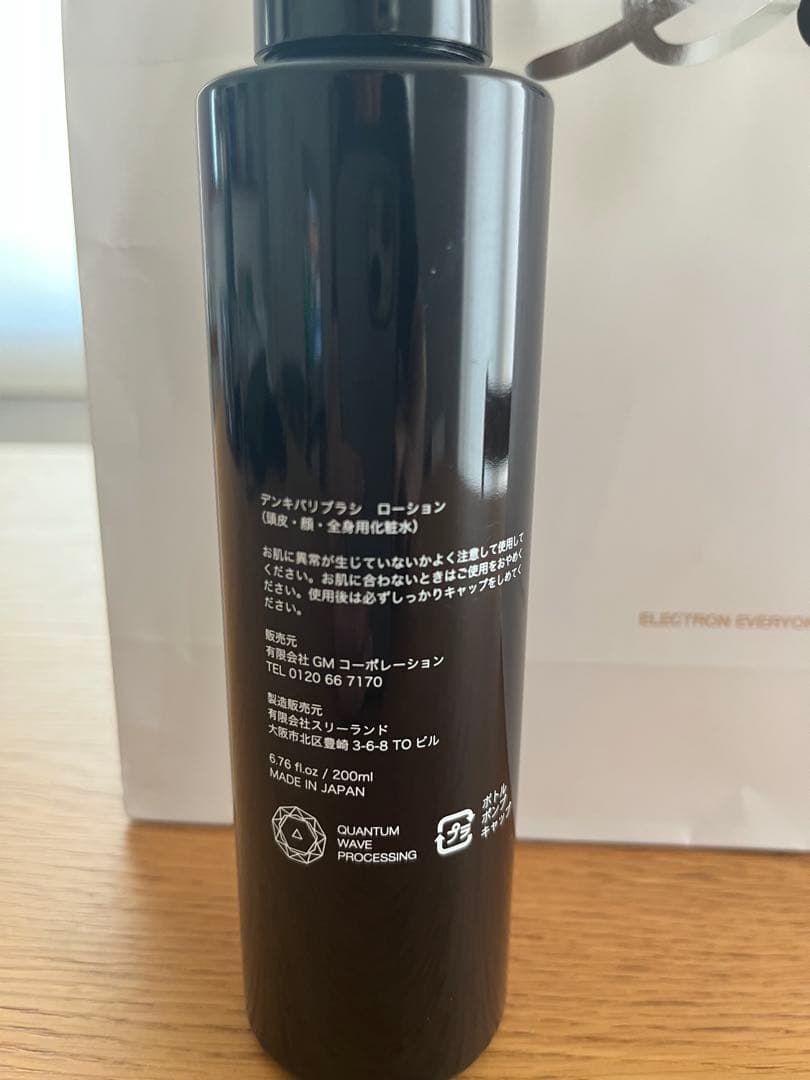 デンキバリブラシ　ローション
（頭皮・顔・全身用化粧水）
お肌に異常が生じていないかよく注意して使用して
ください。お肌に合わないときはご使用をおやめく
ださい。使用後は必ずしっかりキャップをしめてく
ださい。
販売元
有限会社 GM コーポレーション
TEL 0120 66 7170
製造販売元
有限会社スリーランド
大阪市北区豊崎 3-6-8 TO ビル
6.76 fl.oz / 200ml
MADE IN JAPAN
QUANTUM
WAVE
PROCESSING
プラ
ボトル
ポンプ
キャップ
ELECTRON